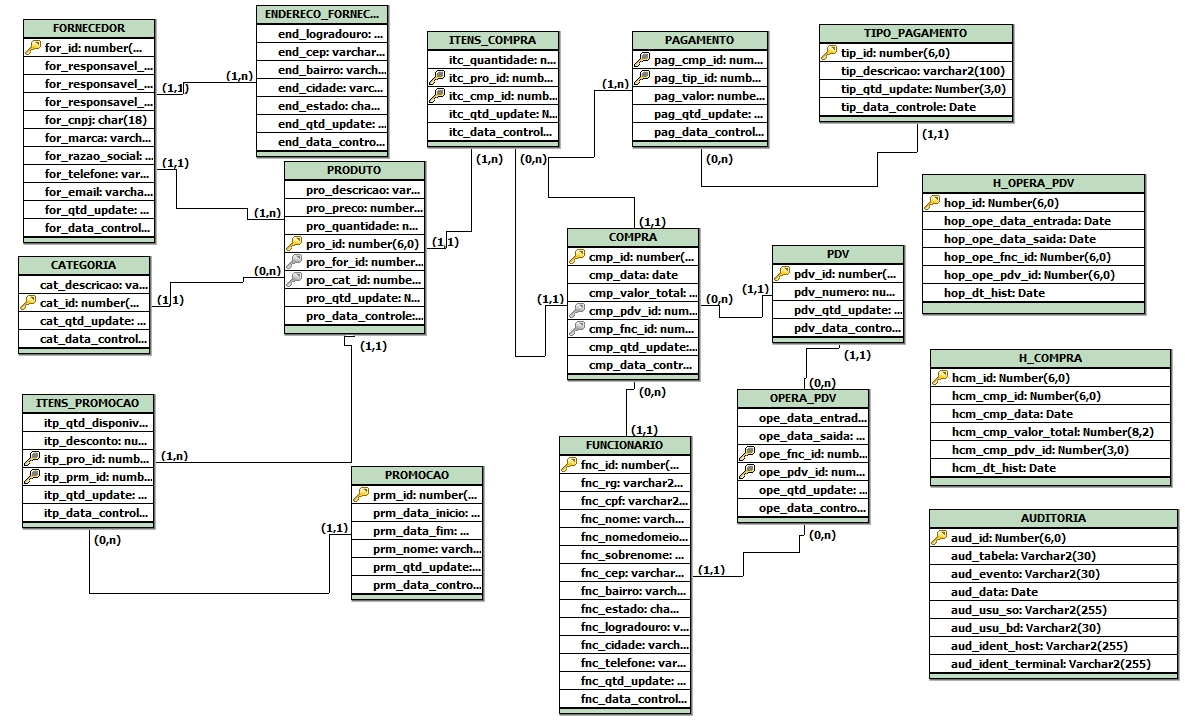 FORNECEDOR
for_id: number(...
for_responsavel_...
for_responsavel_...
for_responsavel_...
for_cnpj: char(18)
for_marca: varch...
for_razao_social: ...
for_telefone: var...
for_email: varcha...
for_qtd_update: ...
for_data_control...
(1,1)
(1,n)
(1,1)
(1,n)
ENDERECO_FORNEC...
end_logradouro: ...
end_cep: varchar...
end_bairro: varch...
end_cidade: varc...
end_estado: cha...
end_qtd_update: ...
end_data_contro...
ITENS_COMPRA
itc_quantidade: n...
itc_pro_id: numb...
itc_cmp_id: numb...
itc_qtd_update: N...
itc_data_control...
(1,n)
(0,n)
PAGAMENTO
pag_cmp_id: num...
pag_tip_id: numb...
pag_valor: numbe...
pag_qtd_update: ...
pag_data_control...
(1,n)
(0,n)
TIPO_PAGAMENTO
tip_id: number(6,0)
tip_descricao: varchar2(100)
tip_qtd_update: Number(3,0)
tip_data_controle: Date
(1,1)
PRODUTO
pro_descricao: var...
pro_preco: number...
pro_quantidade: n...
pro_id: number(6,0)
pro_for_id: number...
pro_cat_id: numbe...
pro_qtd_update: N...
pro_data_controle:...
(1,1)
(1,1)
H_OPERA_PDV
hop_id: Number(6,0)
hop_ope_data_entrada: Date
hop_ope_data_saida: Date
hop_ope_fnc_id: Number(6,0)
hop_ope_pdv_id: Number(6,0)
hop_dt_hist: Date
CATEGORIA
cat_descricao: va...
cat_id: number(...
cat_qtd_update: ...
cat_data_control...
(1,1)
(0,n)
COMPRA
cmp_id: number(...
cmp_data: date
cmp_valor_total: ...
cmp_pdv_id: num...
cmp_fnc_id: num...
cmp_qtd_update:...
cmp_data_contr...
(1,1)
(1,1)
(0,n)
(0,n)
PDV
pdv_id: number(...
pdv_numero: nu...
pdv_qtd_update: ...
pdv_data_contro...
(1,1)
(1,1)
H_COMPRA
hcm_id: Number(6,0)
hcm_cmp_id: Number(6,0)
hcm_cmp_data: Date
hcm_cmp_valor_total: Number(8,2)
hcm_cmp_pdv_id: Number(3,0)
hcm_dt_hist: Date
ITENS_PROMOCAO
itp_qtd_disponiv...
itp_desconto: nu...
itp_pro_id: numb...
itp_prm_id: numb...
itp_qtd_update: ...
itp_data_control...
(1,n)
(0,n)
PROMOCAO
prm_id: number(...
prm_data_inicio: ...
prm_data_fim: ...
prm_nome: varch...
prm_qtd_update:...
prm_data_contro...
(1,1)
OPERA_PDV
ope_data_entrad...
ope_data_saida: ...
ope_fnc_id: numb...
ope_pdv_id: num...
ope_qtd_update: ...
ope_data_contro...
(0,n)
(0,n)
FUNCIONARIO
fnc_id: number(...
fnc_rg: varchar2...
fnc_cpf: varchar2...
fnc_nome: varch...
fnc_nomedomeio...
fnc_sobrenome: ...
fnc_cep: varchar...
fnc_bairro: varch...
fnc_estado: cha...
fnc_logradouro: v...
fnc_cidade: varch...
fnc_telefone: var...
fnc_qtd_update: ...
fnc_data_control...
(1,1)
(1,1)
AUDITORIA
aud_id: Number(6,0)
aud_tabela: Varchar2(30)
aud_evento: Varchar2(30)
aud_data: Date
aud_usu_so: Varchar2(255)
aud_usu_bd: Varchar2(30)
aud_ident_host: Varchar2(255)
aud_ident_terminal: Varchar2(255)